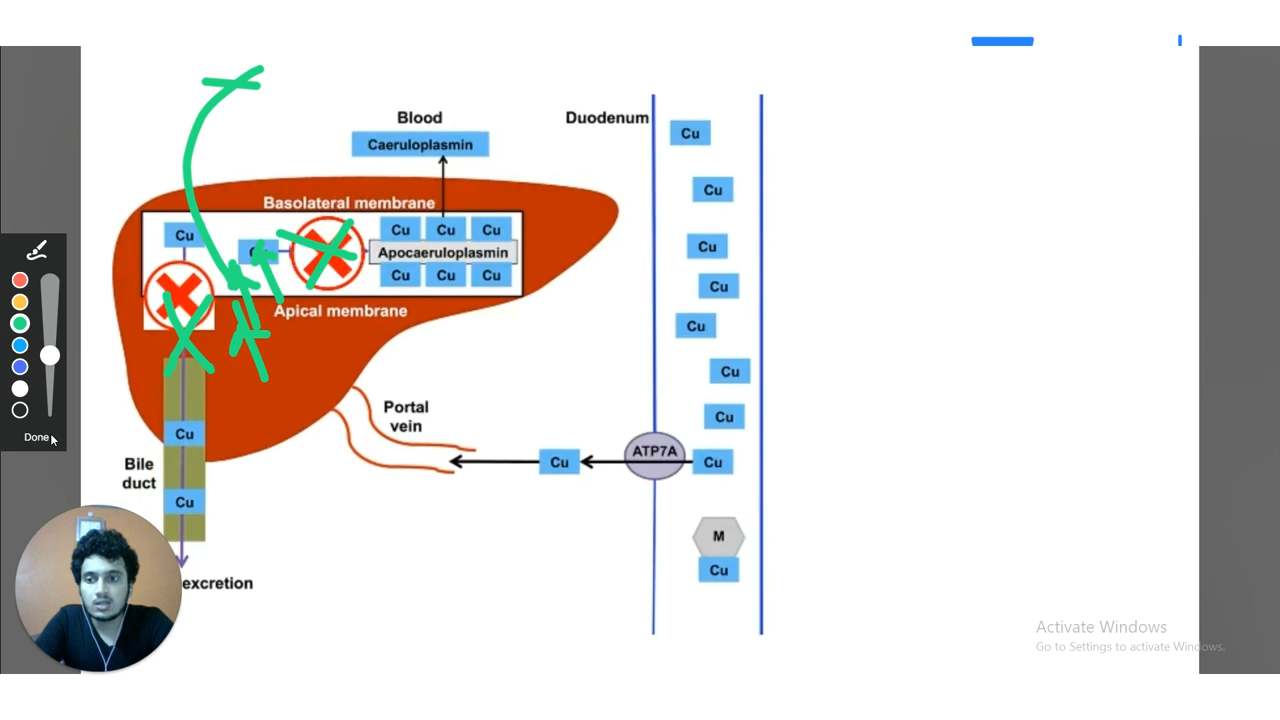 Blood
Caeruloplasmin
Duodenum
Cu
Cu
Cu
Cu
Cu
Cu
Cu
Cu
M
Cu
Basolateral membrane
Cu
Cu Cu Cu
Apocaeruloplasmin
Cu Cu Cu
Apical membrane
Portal
vein
ATP7A
Cu
Cu
Bile
duct
Cu
excretion
Done
Activate Windows
Go to Settings to activate Windows.